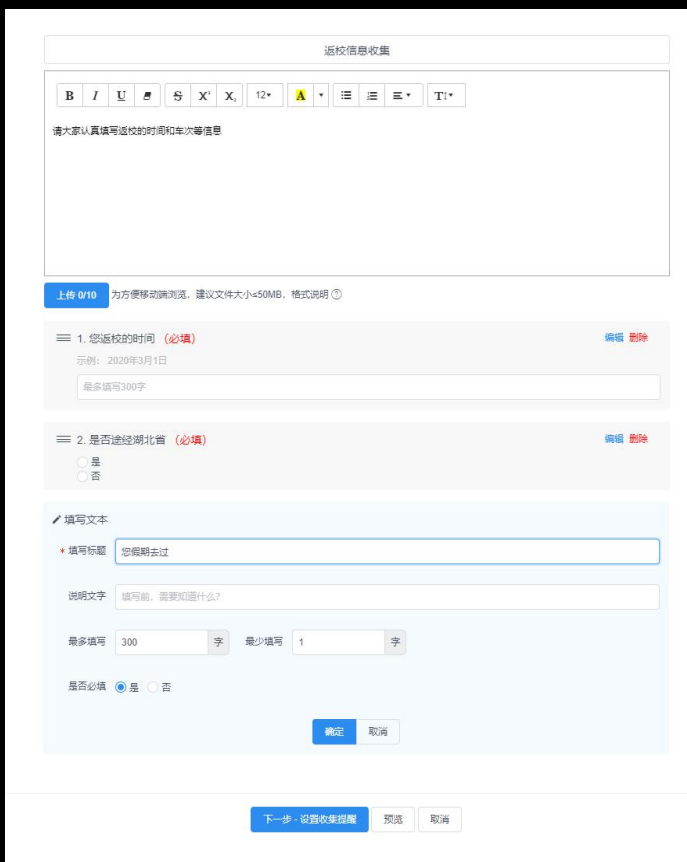 返校信息收集
B I U S X² X₂ 12 A T
请大家认真填写返校的时间和车次等信息
上传 0/10 为方便移动端浏览，建议文件大小≤50MB，格式说明 ?
1. 您返校的时间 （必填） 编辑 删除
示例： 2020年3月1日
最多填写300字
2. 是否途经湖北省 （必填） 编辑 删除
是
否
填写文本
* 填写标题 您假期去过
说明文字 填写前，需要知道什么？
最多填写 300 字 最少填写 1 字
是否必填 是 否
确定 取消
下一步 - 设置收集提醒 预览 取消